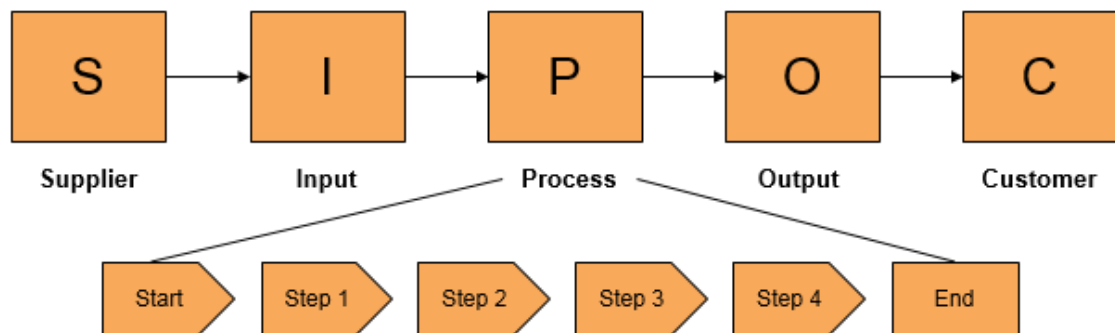 S I P O C
Supplier Input Process Output Customer
Start Step 1 Step 2 Step 3 Step 4 End